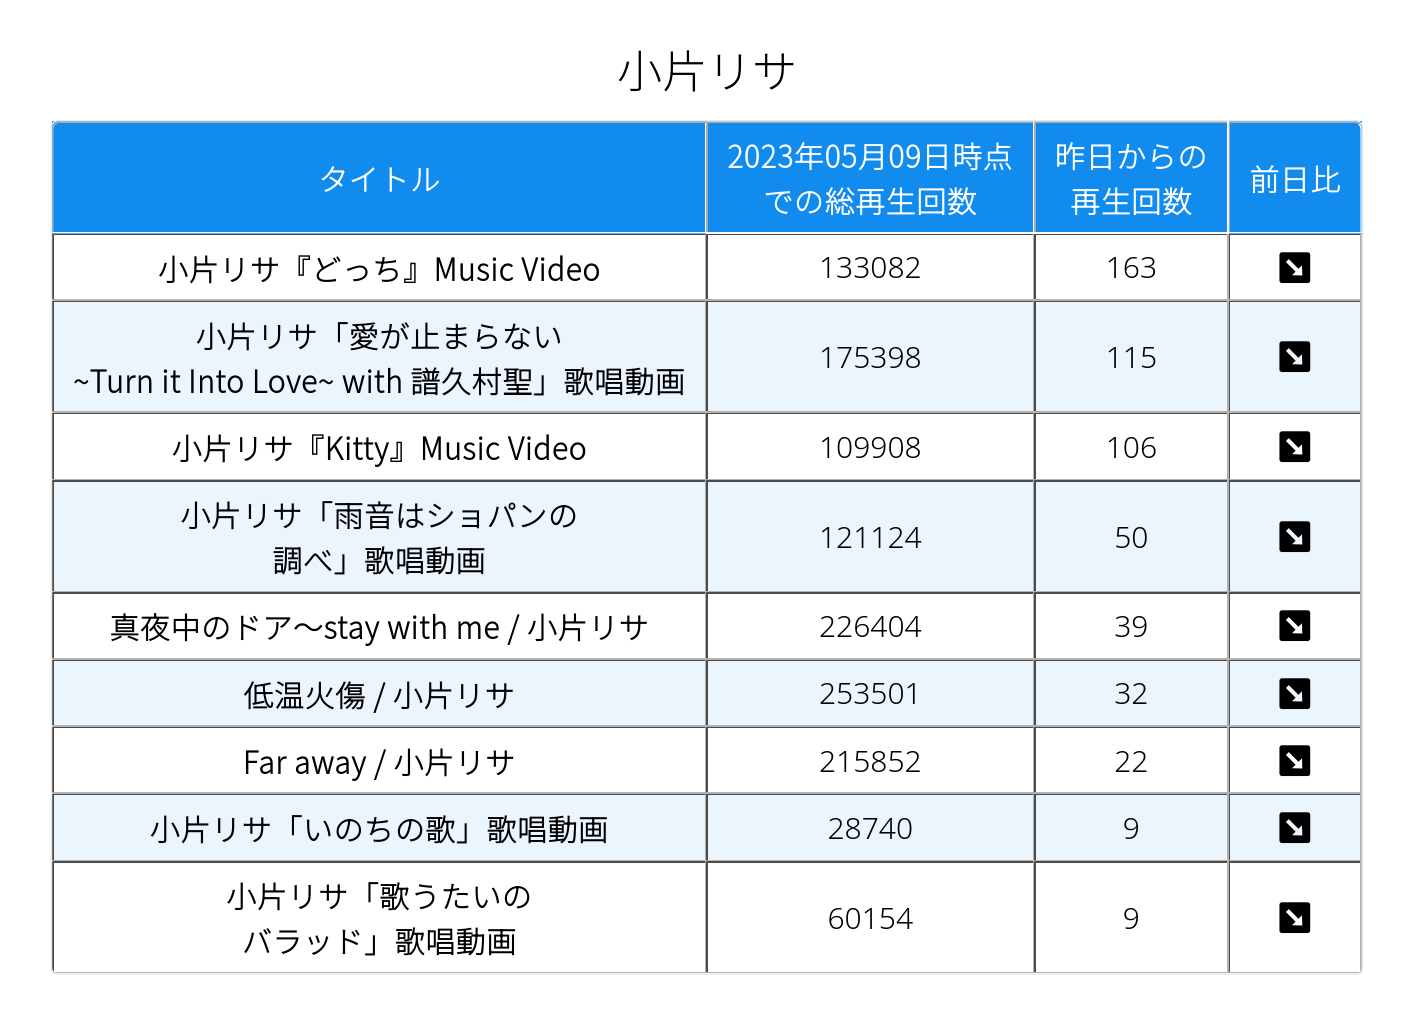 小片リサ
タイトル
2023年05月09日時点
での総再生回数
昨日からの
再生回数
前日比
小片リサ『どっち』Music Video
133082
163
小片リサ「愛が止まらない
~Turn it Into Love~ with 譜久村聖」歌唱動画
175398
115
小片リサ『Kitty』Music Video
109908
106
小片リサ「雨音はショパンの
調べ」歌唱動画
121124
50
真夜中のドア〜stay with me / 小片リサ
226404
39
低温火傷 / 小片リサ
253501
32
Far away / 小片リサ
215852
22
小片リサ「いのちの歌」歌唱動画
28740
9
小片リサ「歌うたいの
バラッド」歌唱動画
60154
9